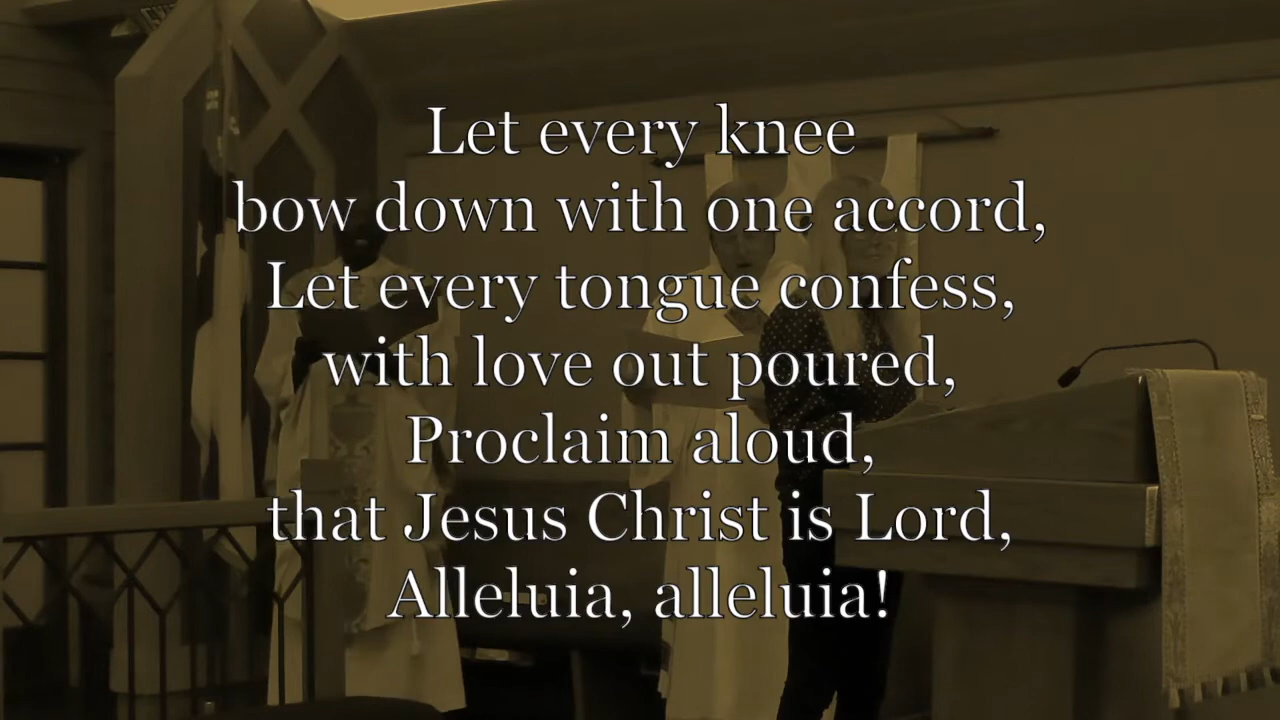 Let every knee
bow down with one accord,
Let every tongue confess,
with love out poured,
Proclaim aloud,
that Jesus Christ is Lord,
Alleluia, alleluia!